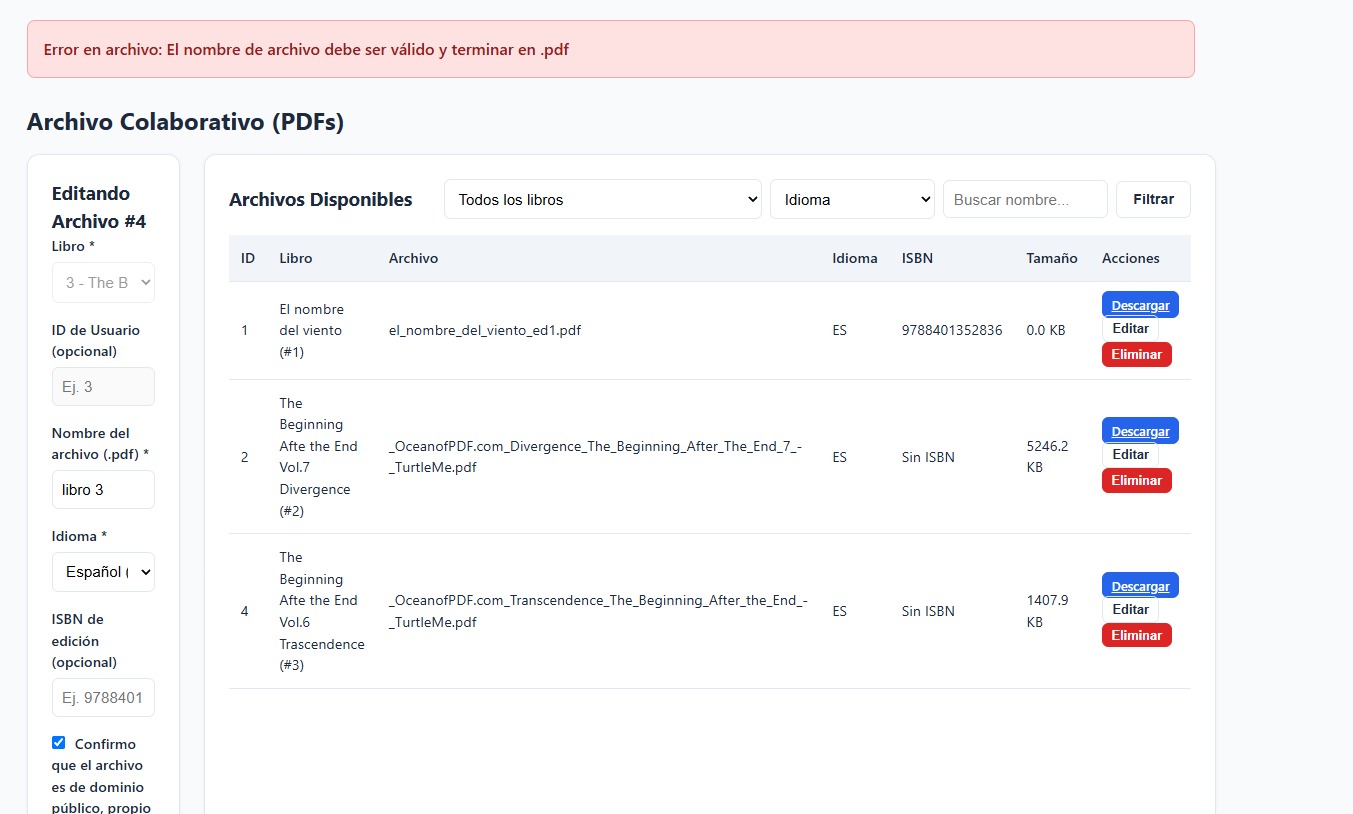 Error en archivo: El nombre de archivo debe ser válido y terminar en .pdf
Archivo Colaborativo (PDFs)
Editando
Archivo #4
Libro *
3 - The B
ID de Usuario
(opcional)
Ej. 3
Nombre del
archivo (.pdf) *
libro 3
Idioma *
Español (
ISBN de
edición
(opcional)
Ej. 9788401
Confirmo
que el archivo
es de dominio
público, propio
Archivos Disponibles
Todos los libros
Idioma
Buscar nombre...
Filtrar
ID Libro Archivo Idioma ISBN Tamaño Acciones
1
El nombre
del viento
(#1)
el_nombre_del_viento_ed1.pdf
ES
9788401352836
0.0 KB
Descargar
Editar
Eliminar
2
The
Beginning
Afte the End
Vol.7
Divergence
(#2)
_OceanofPDF.com_Divergence_The_Beginning_After_The_End_7_-
_TurtleMe.pdf
ES
Sin ISBN
5246.2
KB
Descargar
Editar
Eliminar
4
The
Beginning
Afte the End
Vol.6
Trascendence
(#3)
_OceanofPDF.com_Transcendence_The_Beginning_After_the_End_-
_TurtleMe.pdf
ES
Sin ISBN
1407.9
KB
Descargar
Editar
Eliminar